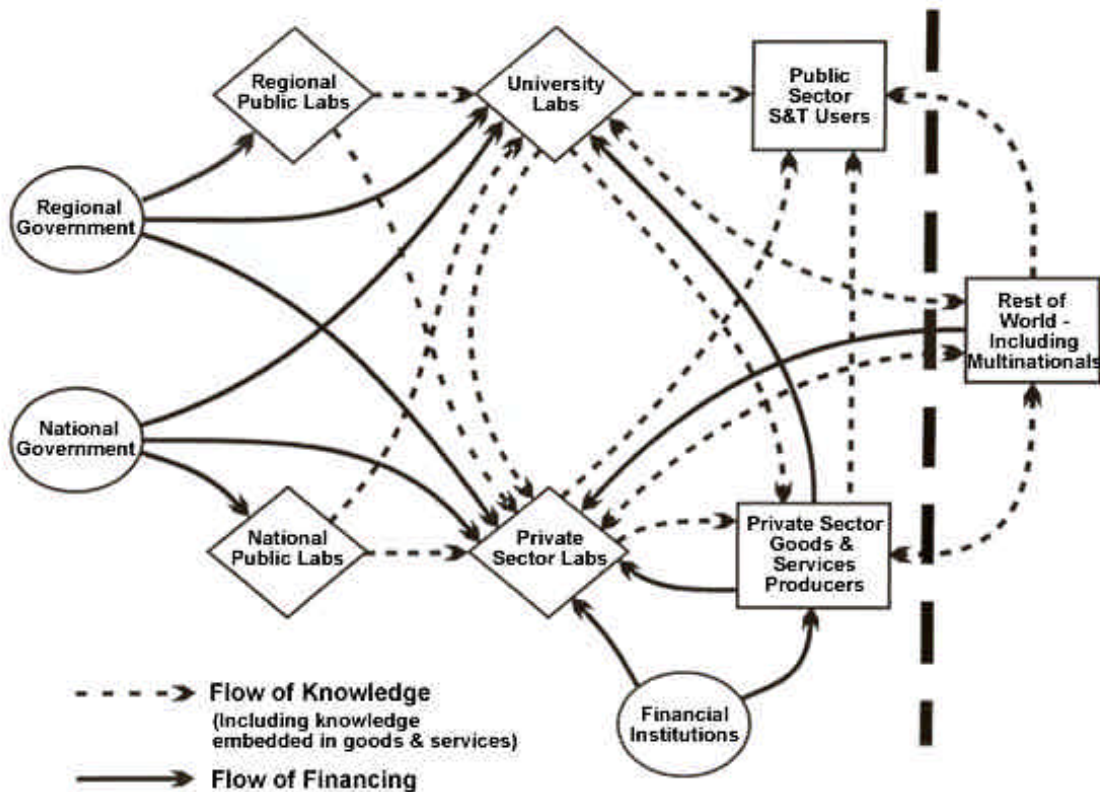 Regional
Public Labs
University
Labs
Public
Sector
S&T Users
Regional
Government
Rest of
World -
Including
Multinationals
National
Government
National
Public Labs
Private
Sector Labs
Private Sector
Goods &
Services
Producers
Financial
Institutions
Flow of Knowledge
(Including knowledge
embedded in goods & services)
Flow of Financing